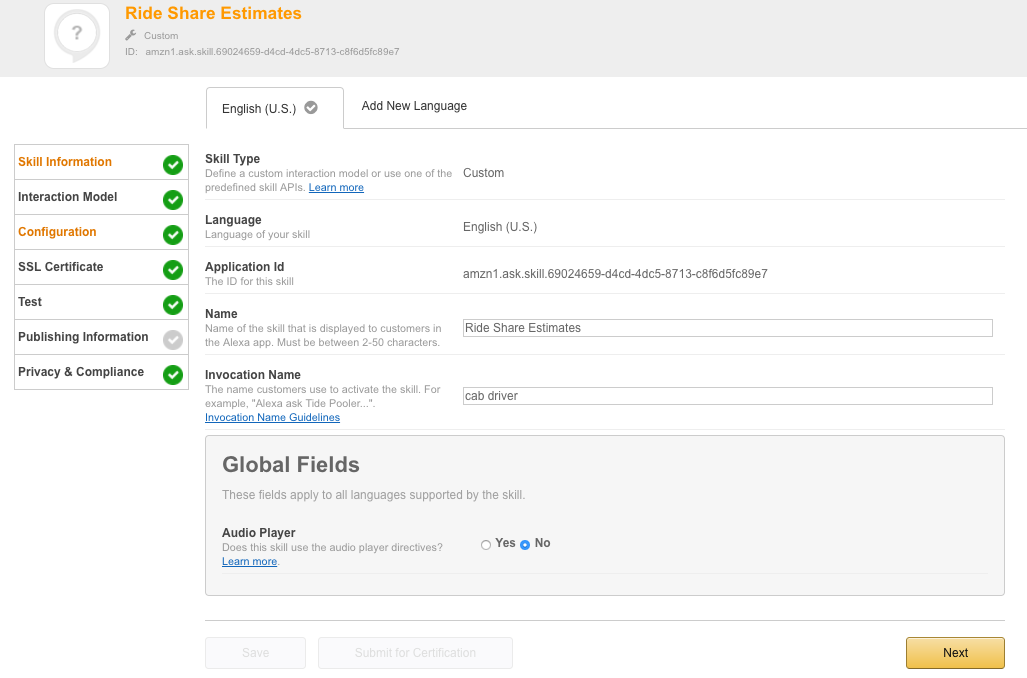 Ride Share Estimates
Custom
ID: amzn1.ask.skill.69024659-d4cd-4dc5-8713-c8f6d5fc89e7
English (U.S.)
Add New Language
Skill Information
Interaction Model
Configuration
SSL Certificate
Test
Publishing Information
Privacy & Compliance
Skill Type
Define a custom interaction model or use one of the
predefined skill APIs. Learn more
Custom
Language
Language of your skill
English (U.S.)
Application Id
The ID for this skill
amzn1.ask.skill.69024659-d4cd-4dc5-8713-c8f6d5fc89e7
Name
Name of the skill that is displayed to customers in
the Alexa app. Must be between 2-50 characters.
Ride Share Estimates
Invocation Name
The name customers use to activate the skill. For
example, "Alexa ask Tide Pooler...".
Invocation Name Guidelines
cab driver
Global Fields
These fields apply to all languages supported by the skill.
Audio Player
Does this skill use the audio player directives?
Learn more.
Yes No
Save
Submit for Certification
Next